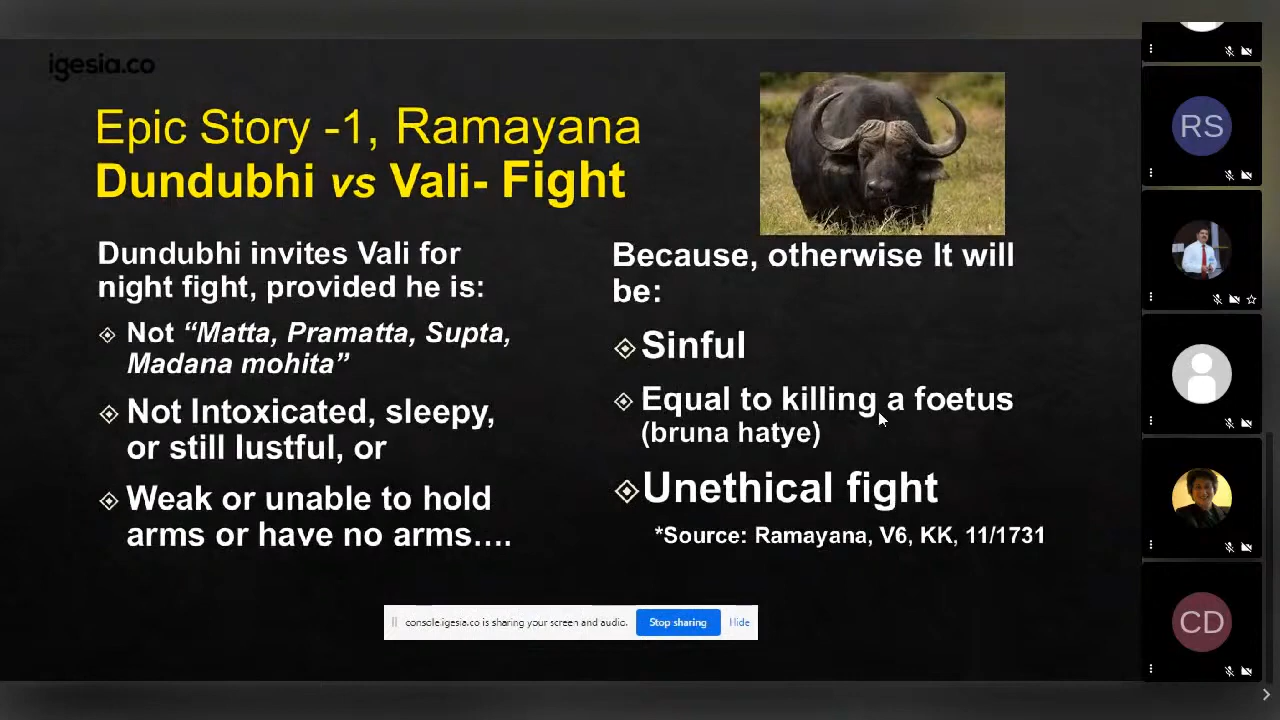 igesia.co
Epic Story -1, Ramayana
Dundubhi vs Vali- Fight
Dundubhi invites Vali for
night fight, provided he is:
Not “Matta, Pramatta, Supta,
Madana mohita”
Not Intoxicated, sleepy,
or still lustful, or
Weak or unable to hold
arms or have no arms….
Because, otherwise It will
be:
Sinful
Equal to killing a foetus
(bruna hatye)
Unethical fight
*Source: Ramayana, V6, KK, 11/1731
console.igesia.co is sharing your screen and audio.
Stop sharing
Hide
RS
CD